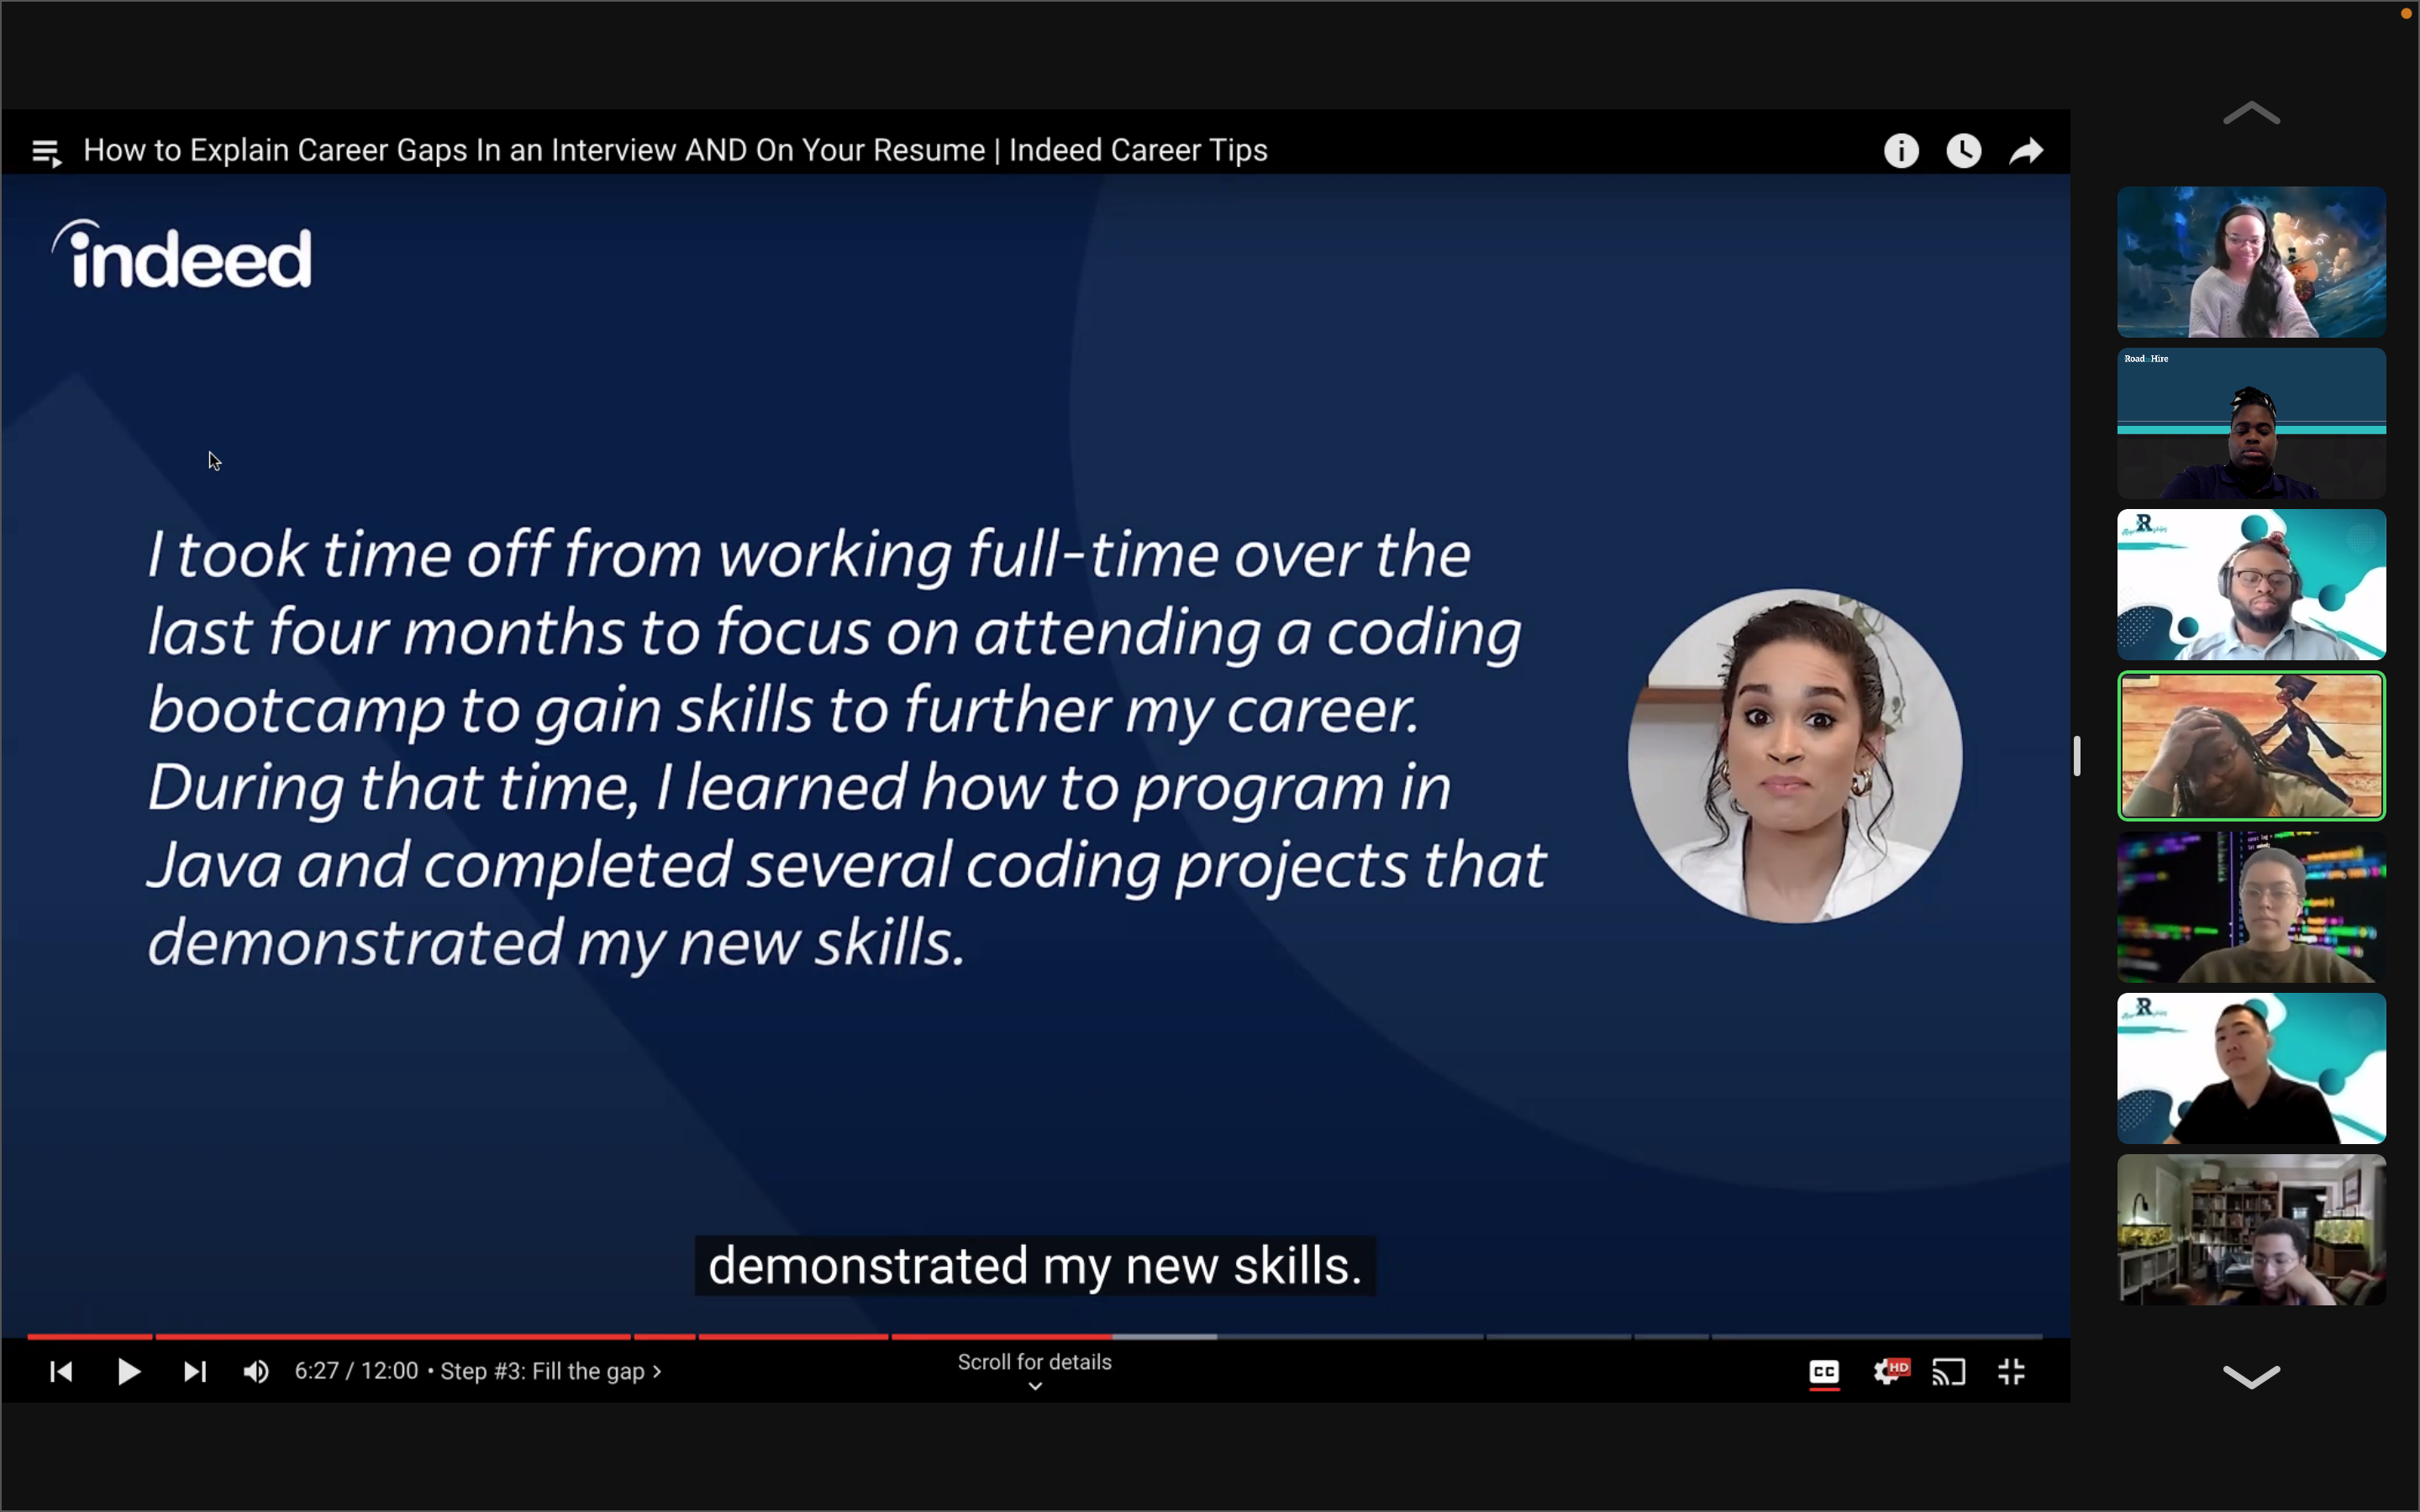 How to Explain Career Gaps In an Interview AND On Your Resume | Indeed Career Tips
indeed
I took time off from working full-time over the
last four months to focus on attending a coding
bootcamp to gain skills to further my career.
During that time, I learned how to program in
Java and completed several coding projects that
demonstrated my new skills.
demonstrated my new skills.
6:27 / 12:00 • Step #3: Fill the gap ›
Scroll for details
CC
HD
Road Hire
R
R